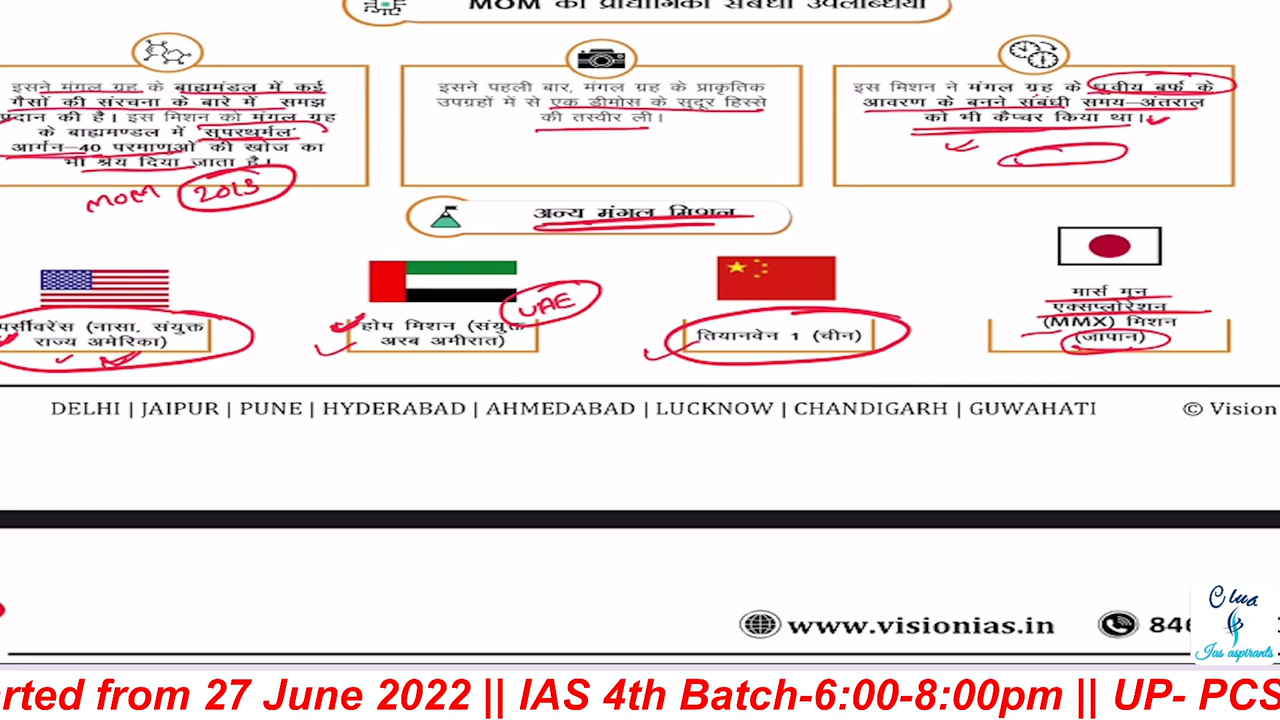 MOM की प्रौद्योगिकी संबंधी उपलब्धियां
इसने मंगल ग्रह के बाह्यमंडल में कई
गैसों की संरचना के बारे में समझ
प्रदान की है। इस मिशन को मंगल ग्रह
के बाह्यमण्डल में 'सुपरथर्मल'
आर्गन-40 परमाणुओं की खोज का
भी श्रेय दिया जाता है।
MOM 2013
इसने पहली बार, मंगल ग्रह के प्राकृतिक
उपग्रहों में से एक डीमोस के सुदूर हिस्से
की तस्वीर ली।
इस मिशन ने मंगल ग्रह के ध्रुवीय बर्फ के
आवरण के बनने संबंधी समय-अंतराल
को भी कैप्चर किया था।
अन्य मंगल मिशन
पर्सीवरेंस (नासा, संयुक्त
राज्य अमेरिका)
UAE
होप मिशन (संयुक्त
अरब अमीरात)
तियानवेन 1 (चीन)
मार्स मून
एक्सप्लोरेशन
(MMX) मिशन
(जापान)
DELHI | JAIPUR | PUNE | HYDERABAD | AHMEDABAD | LUCKNOW | CHANDIGARH | GUWAHATI
© Vision
www.visionias.in
846
Ias aspirants
arted from 27 June 2022 || IAS 4th Batch-6:00-8:00pm || UP- PCS